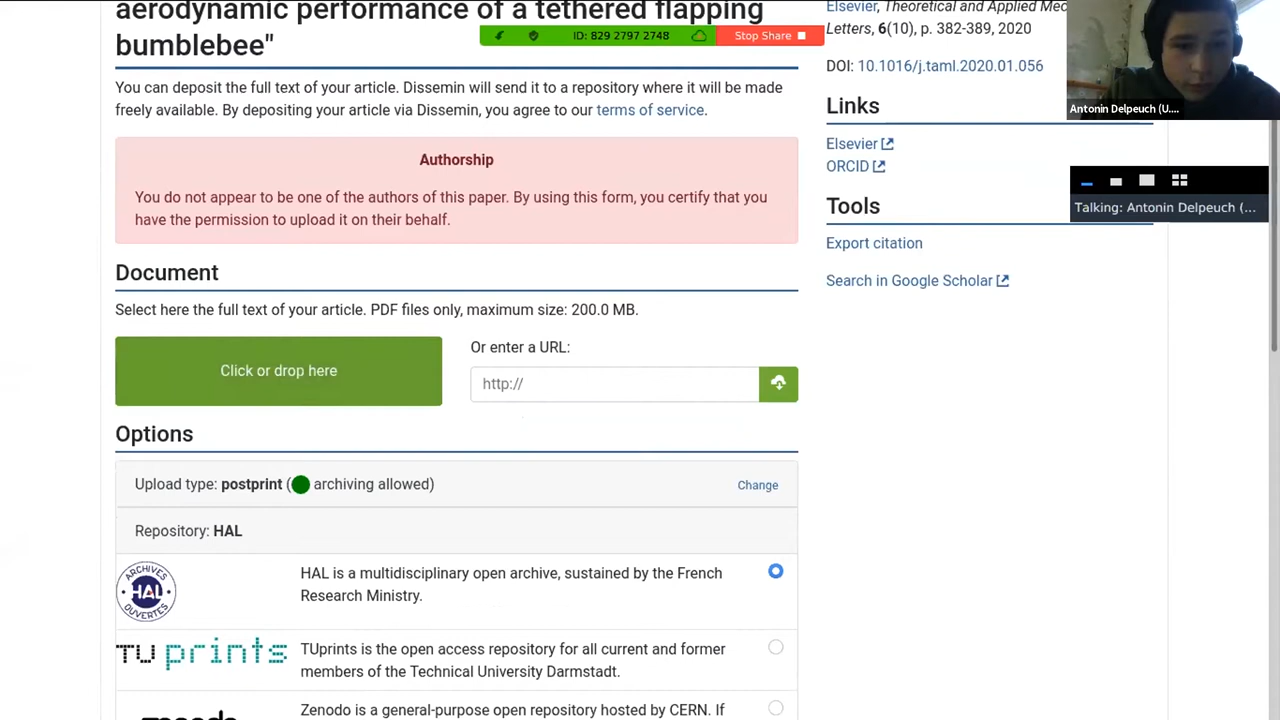 aerodynamic performance of a tethered flapping
bumblebee"
ID: 829 2797 2748
Stop Share
You can deposit the full text of your article. Dissemin will send it to a repository where it will be made
freely available. By depositing your article via Dissemin, you agree to our terms of service.
Authorship
You do not appear to be one of the authors of this paper. By using this form, you certify that you
have the permission to upload it on their behalf.
Document
Select here the full text of your article. PDF files only, maximum size: 200.0 MB.
Click or drop here
Or enter a URL:
http://
Options
Upload type: postprint ( archiving allowed)
Change
Repository: HAL
ARCHIVES
HAL
OUVERTES
HAL is a multidisciplinary open archive, sustained by the French
Research Ministry.
TUprints
TUprints is the open access repository for all current and former
members of the Technical University Darmstadt.
Zenodo is a general-purpose open repository hosted by CERN. If
Elsevier, Theoretical and Applied Mec
Letters, 6(10), p. 382-389, 2020
DOI: 10.1016/j.taml.2020.01.056
Links
Elsevier
ORCID
Tools
Export citation
Search in Google Scholar
Antonin Delpeuch (U....
Talking: Antonin Delpeuch (...